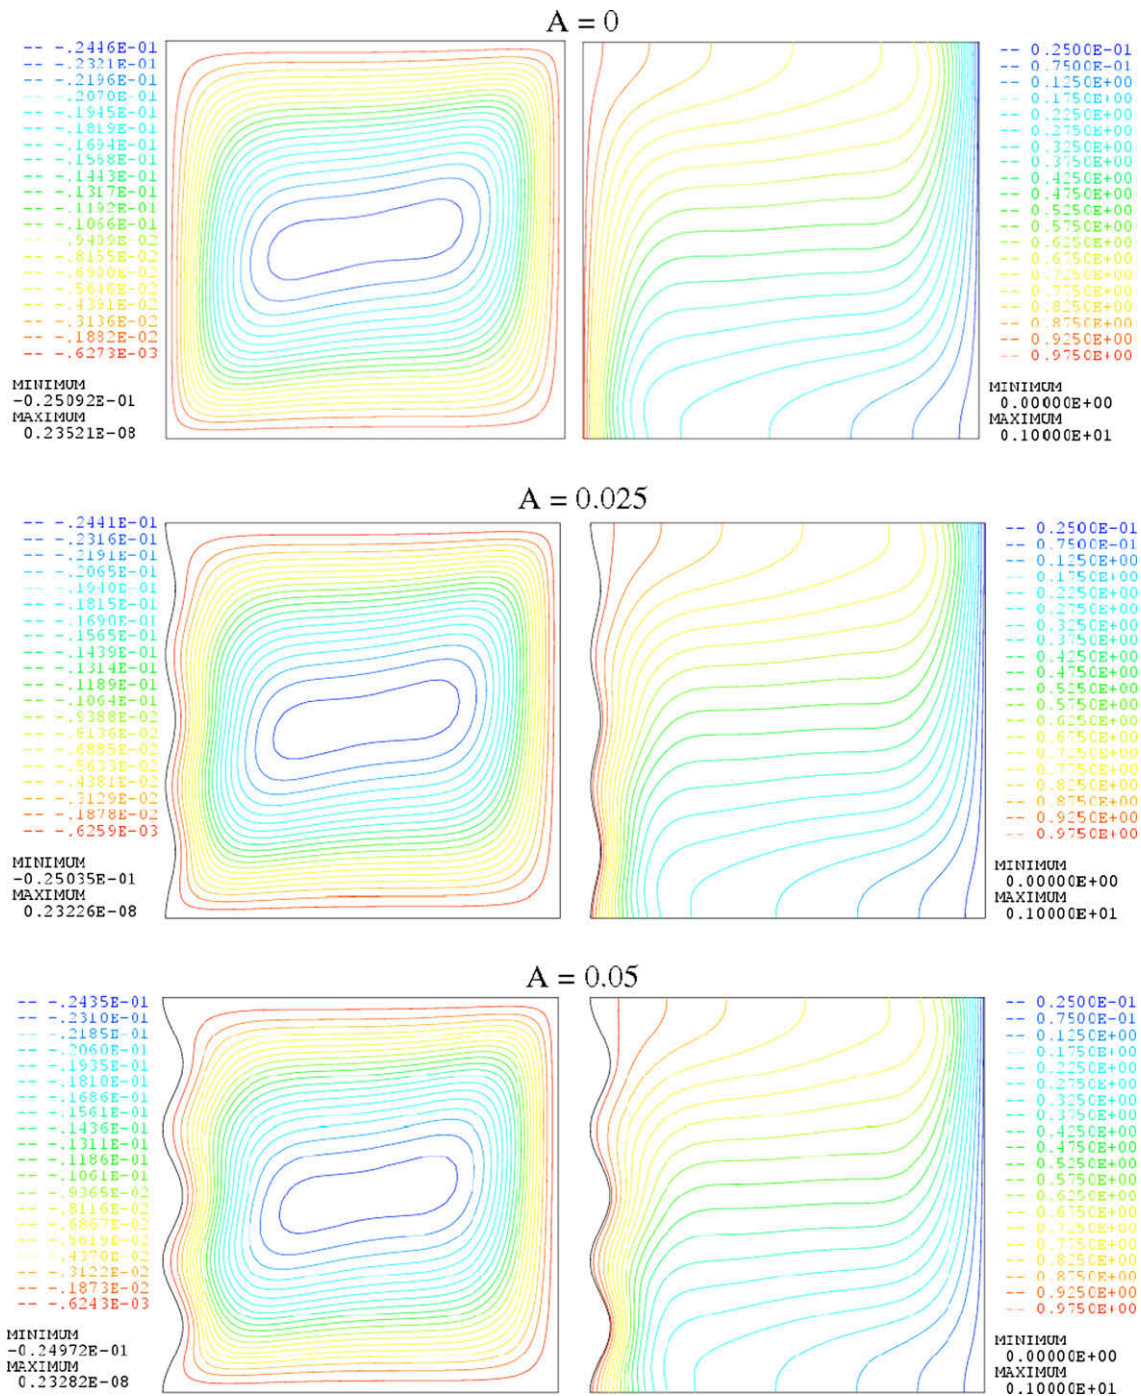 A = 0
-- -.2446E-01
-- -.2321E-01
-- -.2196E-01
-- -.2070E-01
-- -.1945E-01
-- -.1819E-01
-- -.1694E-01
-- -.1568E-01
-- -.1443E-01
-- -.1317E-01
-- -.1192E-01
-- -.1066E-01
-- -.9409E-02
-- -.8155E-02
-- -.6900E-02
-- -.5646E-02
-- -.4391E-02
-- -.3136E-02
-- -.1882E-02
-- -.6273E-03
MINIMUM
-0.25092E-01
MAXIMUM
0.23521E-08
-- 0.2500E-01
-- 0.7500E-01
-- 0.1250E+00
-- 0.1750E+00
-- 0.2250E+00
-- 0.2750E+00
-- 0.3250E+00
-- 0.3750E+00
-- 0.4250E+00
-- 0.4750E+00
-- 0.5250E+00
-- 0.5750E+00
-- 0.6250E+00
-- 0.6750E+00
-- 0.7250E+00
-- 0.7750E+00
-- 0.8250E+00
-- 0.8750E+00
-- 0.9250E+00
-- 0.9750E+00
MINIMUM
0.00000E+00
MAXIMUM
0.10000E+01
A = 0.025
-- -.2441E-01
-- -.2316E-01
-- -.2191E-01
-- -.2065E-01
-- -.1940E-01
-- -.1815E-01
-- -.1690E-01
-- -.1565E-01
-- -.1439E-01
-- -.1314E-01
-- -.1189E-01
-- -.1064E-01
-- -.9388E-02
-- -.8136E-02
-- -.6885E-02
-- -.5633E-02
-- -.4381E-02
-- -.3129E-02
-- -.1878E-02
-- -.6259E-03
MINIMUM
-0.25035E-01
MAXIMUM
0.23226E-08
-- 0.2500E-01
-- 0.7500E-01
-- 0.1250E+00
-- 0.1750E+00
-- 0.2250E+00
-- 0.2750E+00
-- 0.3250E+00
-- 0.3750E+00
-- 0.4250E+00
-- 0.4750E+00
-- 0.5250E+00
-- 0.5750E+00
-- 0.6250E+00
-- 0.6750E+00
-- 0.7250E+00
-- 0.7750E+00
-- 0.8250E+00
-- 0.8750E+00
-- 0.9250E+00
-- 0.9750E+00
MINIMUM
0.00000E+00
MAXIMUM
0.10000E+01
A = 0.05
-- -.2435E-01
-- -.2310E-01
-- -.2185E-01
-- -.2060E-01
-- -.1935E-01
-- -.1810E-01
-- -.1686E-01
-- -.1561E-01
-- -.1436E-01
-- -.1311E-01
-- -.1186E-01
-- -.1061E-01
-- -.9365E-02
-- -.8116E-02
-- -.6867E-02
-- -.5619E-02
-- -.4370E-02
-- -.3122E-02
-- -.1873E-02
-- -.6243E-03
MINIMUM
-0.24972E-01
MAXIMUM
0.23282E-08
-- 0.2500E-01
-- 0.7500E-01
-- 0.1250E+00
-- 0.1750E+00
-- 0.2250E+00
-- 0.2750E+00
-- 0.3250E+00
-- 0.3750E+00
-- 0.4250E+00
-- 0.4750E+00
-- 0.5250E+00
-- 0.5750E+00
-- 0.6250E+00
-- 0.6750E+00
-- 0.7250E+00
-- 0.7750E+00
-- 0.8250E+00
-- 0.8750E+00
-- 0.9250E+00
-- 0.9750E+00
MINIMUM
0.00000E+00
MAXIMUM
0.10000E+01